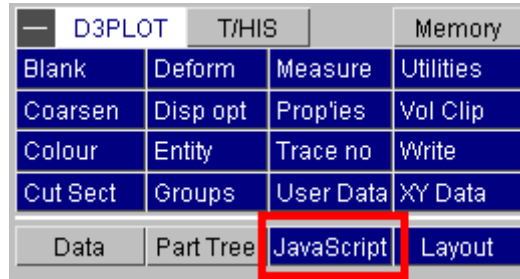 D3PLOT T/HIS Memory
Blank Deform Measure Utilities
Coarsen Disp opt Prop'ies Vol Clip
Colour Entity Trace no Write
Cut Sect Groups User Data XY Data
Data Part Tree JavaScript Layout